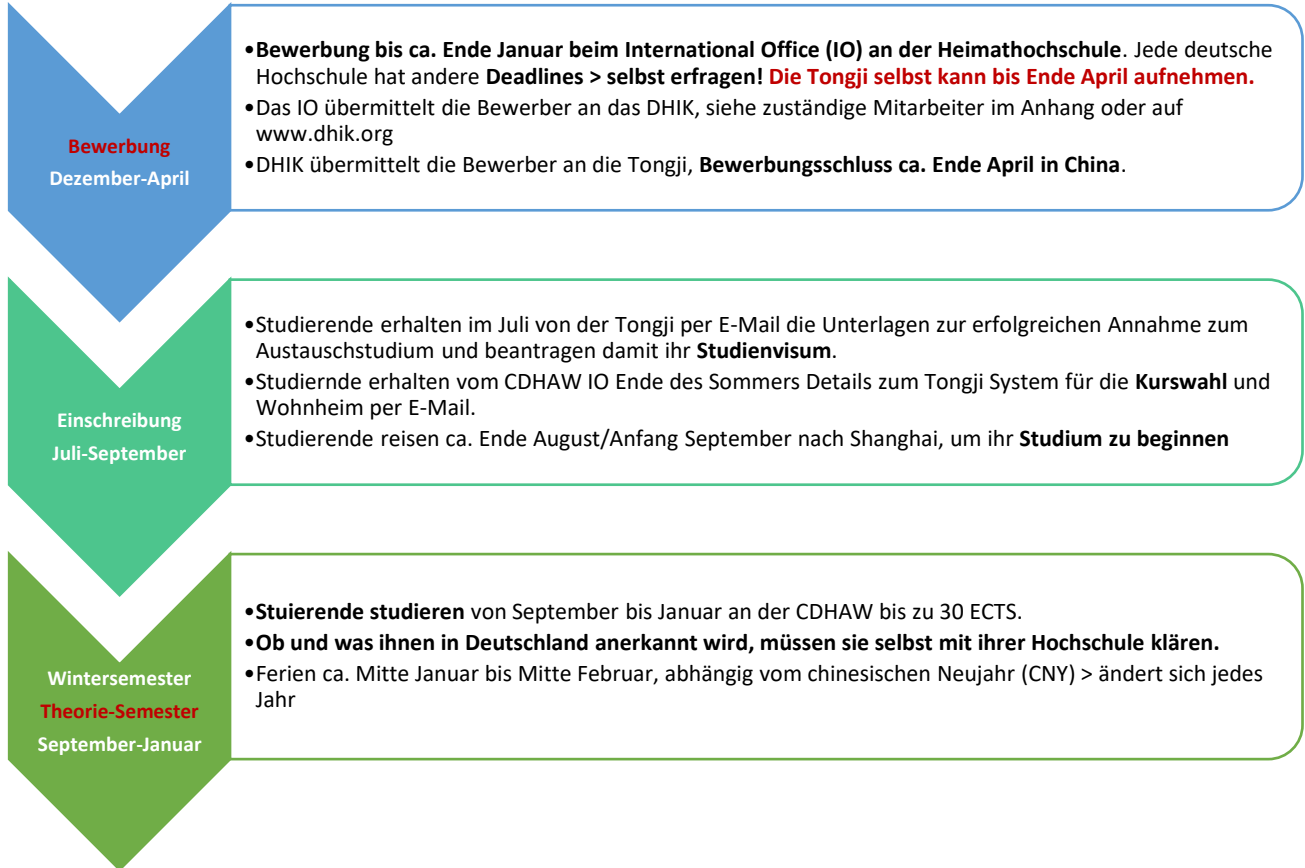 Bewerbung
Dezember-April
•Bewerbung bis ca. Ende Januar beim International Office (IO) an der Heimathochschule. Jede deutsche
Hochschule hat andere Deadlines > selbst erfragen! Die Tongji selbst kann bis Ende April aufnehmen.
•Das IO übermittelt die Bewerber an das DHIK, siehe zuständige Mitarbeiter im Anhang oder auf
www.dhik.org
•DHIK übermittelt die Bewerber an die Tongji, Bewerbungsschluss ca. Ende April in China.
Einschreibung
Juli-September
•Studierende erhalten im Juli von der Tongji per E-Mail die Unterlagen zur erfolgreichen Annahme zum
Austauschstudium und beantragen damit ihr Studienvisum.
•Studiernde erhalten vom CDHAW IO Ende des Sommers Details zum Tongji System für die Kurswahl und
Wohnheim per E-Mail.
•Studierende reisen ca. Ende August/Anfang September nach Shanghai, um ihr Studium zu beginnen
Wintersemester
Theorie-Semester
September-Januar
•Stuierende studieren von September bis Januar an der CDHAW bis zu 30 ECTS.
•Ob und was ihnen in Deutschland anerkannt wird, müssen sie selbst mit ihrer Hochschule klären.
•Ferien ca. Mitte Januar bis Mitte Februar, abhängig vom chinesischen Neujahr (CNY) > ändert sich jedes
Jahr